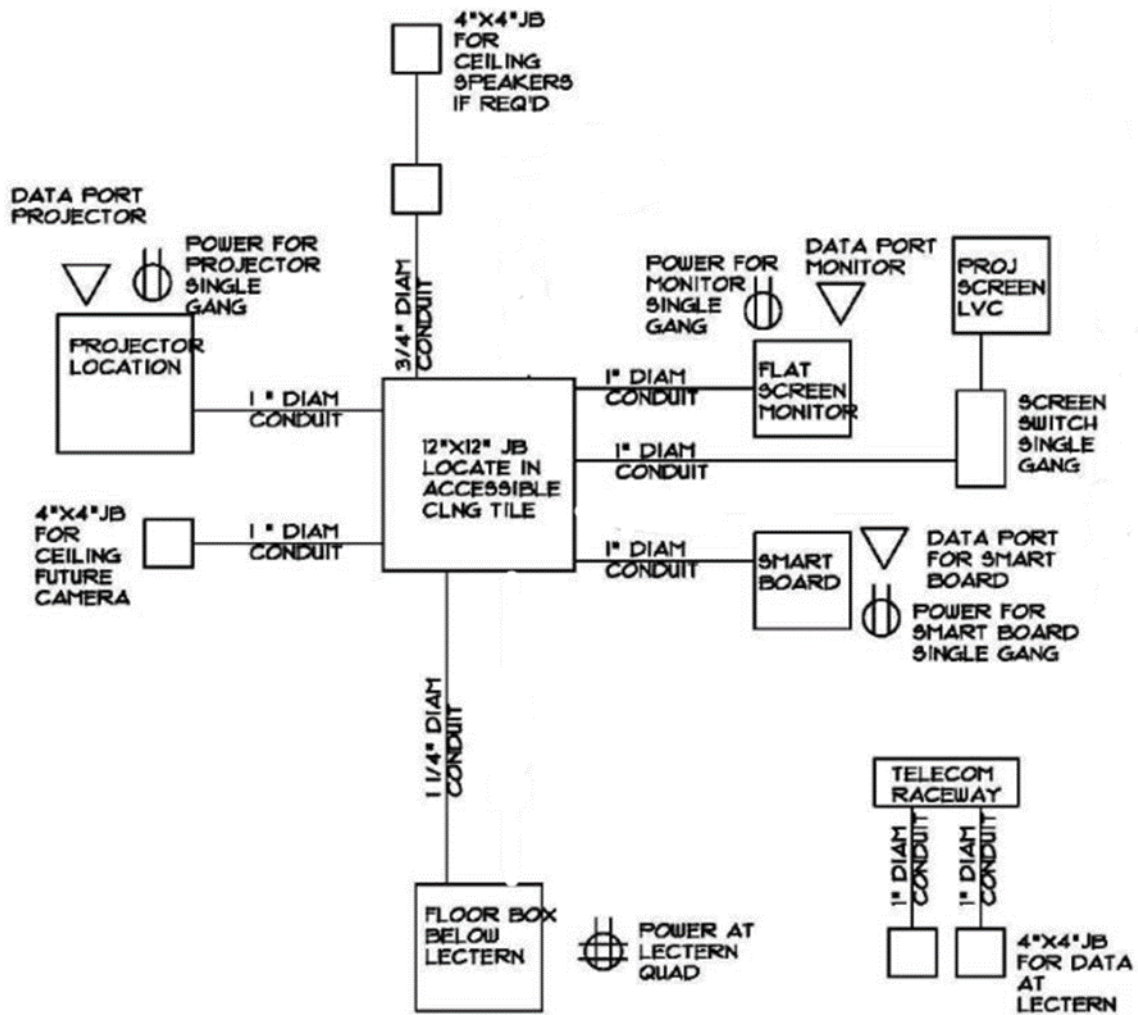 4"X4"JB
FOR
CEILING
SPEAKERS
IF REQ'D
DATA PORT
PROJECTOR
POWER FOR
PROJECTOR
SINGLE
GANG
PROJECTOR
LOCATION
3/4" DIAM
CONDUIT
POWER FOR
MONITOR
SINGLE
GANG
DATA PORT
MONITOR
PROJ
SCREEN
LVC
1" DIAM
CONDUIT
12"X12" JB
LOCATE IN
ACCESSIBLE
CLNG TILE
1" DIAM
CONDUIT
FLAT
SCREEN
MONITOR
1" DIAM
CONDUIT
SCREEN
SWITCH
SINGLE
GANG
4"X4"JB
FOR
CEILING
FUTURE
CAMERA
1" DIAM
CONDUIT
1" DIAM
CONDUIT
SMART
BOARD
DATA PORT
FOR SMART
BOARD
POWER FOR
SMART BOARD
SINGLE GANG
1 1/4" DIAM
CONDUIT
FLOOR BOX
BELOW
LECTERN
POWER AT
LECTERN
QUAD
TELECOM
RACEWAY
1" DIAM
CONDUIT
1" DIAM
CONDUIT
4"X4"JB
FOR DATA
AT
LECTERN